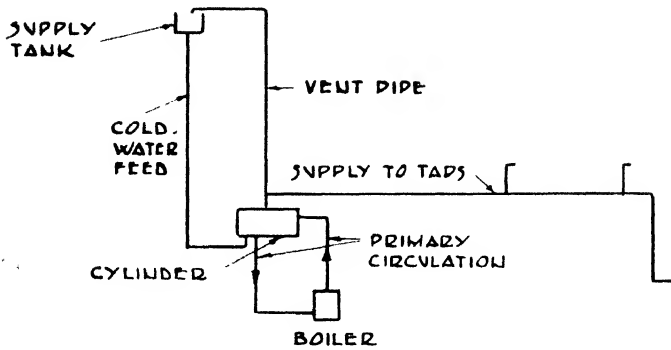 SUPPLY
TANK
VENT PIPE
COLD-
WATER
FEED
SUPPLY TO TAPS
CYLINDER
PRIMARY
CIRCULATION
BOILER